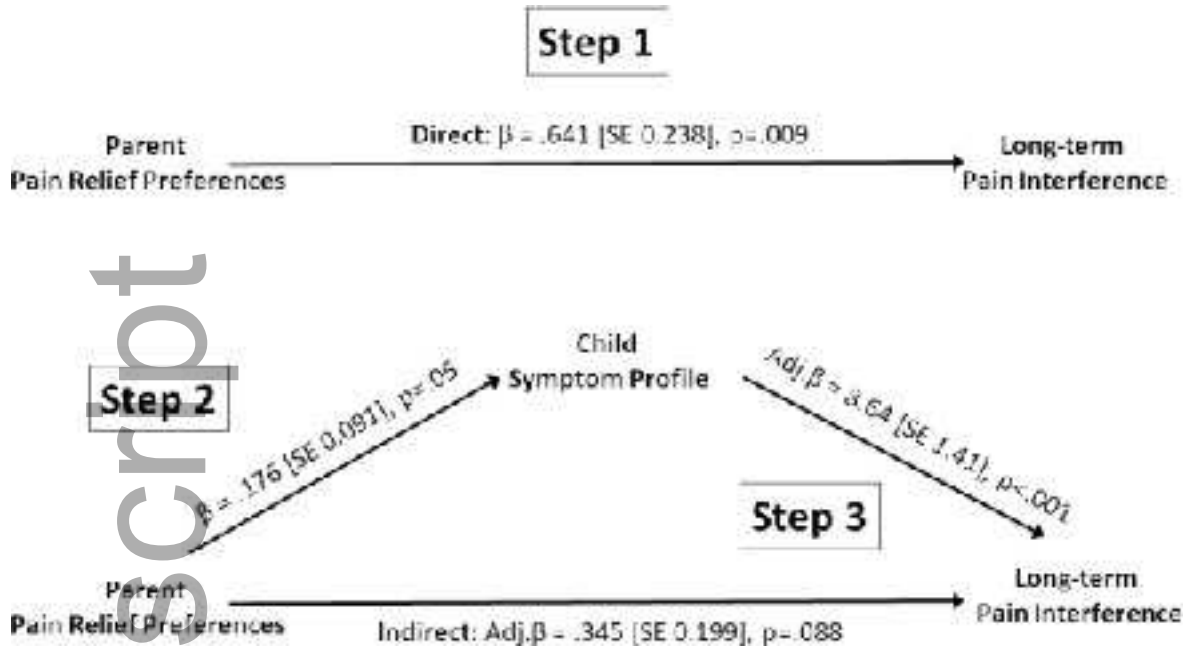 Step 1
Direct: β = .641 [SE 0.238], p=.009
Parent
Pain Relief Preferences
Long-term
Pain Interference
script
Child
Symptom Profile
Step 2
β = .176 [SE 0.091], p=.05
Adj.β = 8.64 [SE 1.41], p<.001
Step 3
Parent
Pain Relief Preferences
Long-term
Pain Interference
Indirect: Adj.β = .345 [SE 0.199], p=.088